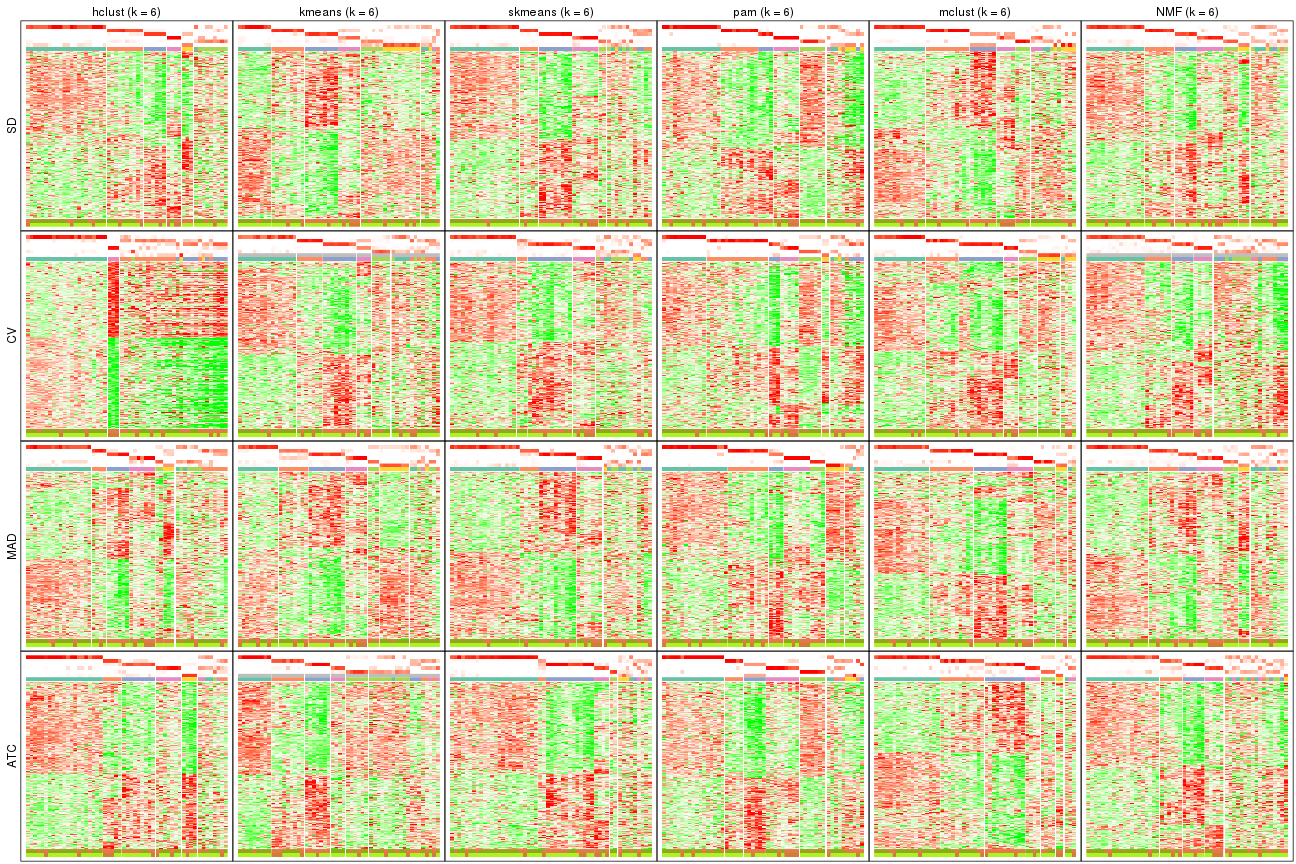 hclust (k = 6)
kmeans (k = 6)
skmeans (k = 6)
pam (k = 6)
mclust (k = 6)
NMF (k = 6)
SD
CV
MAD
ATC